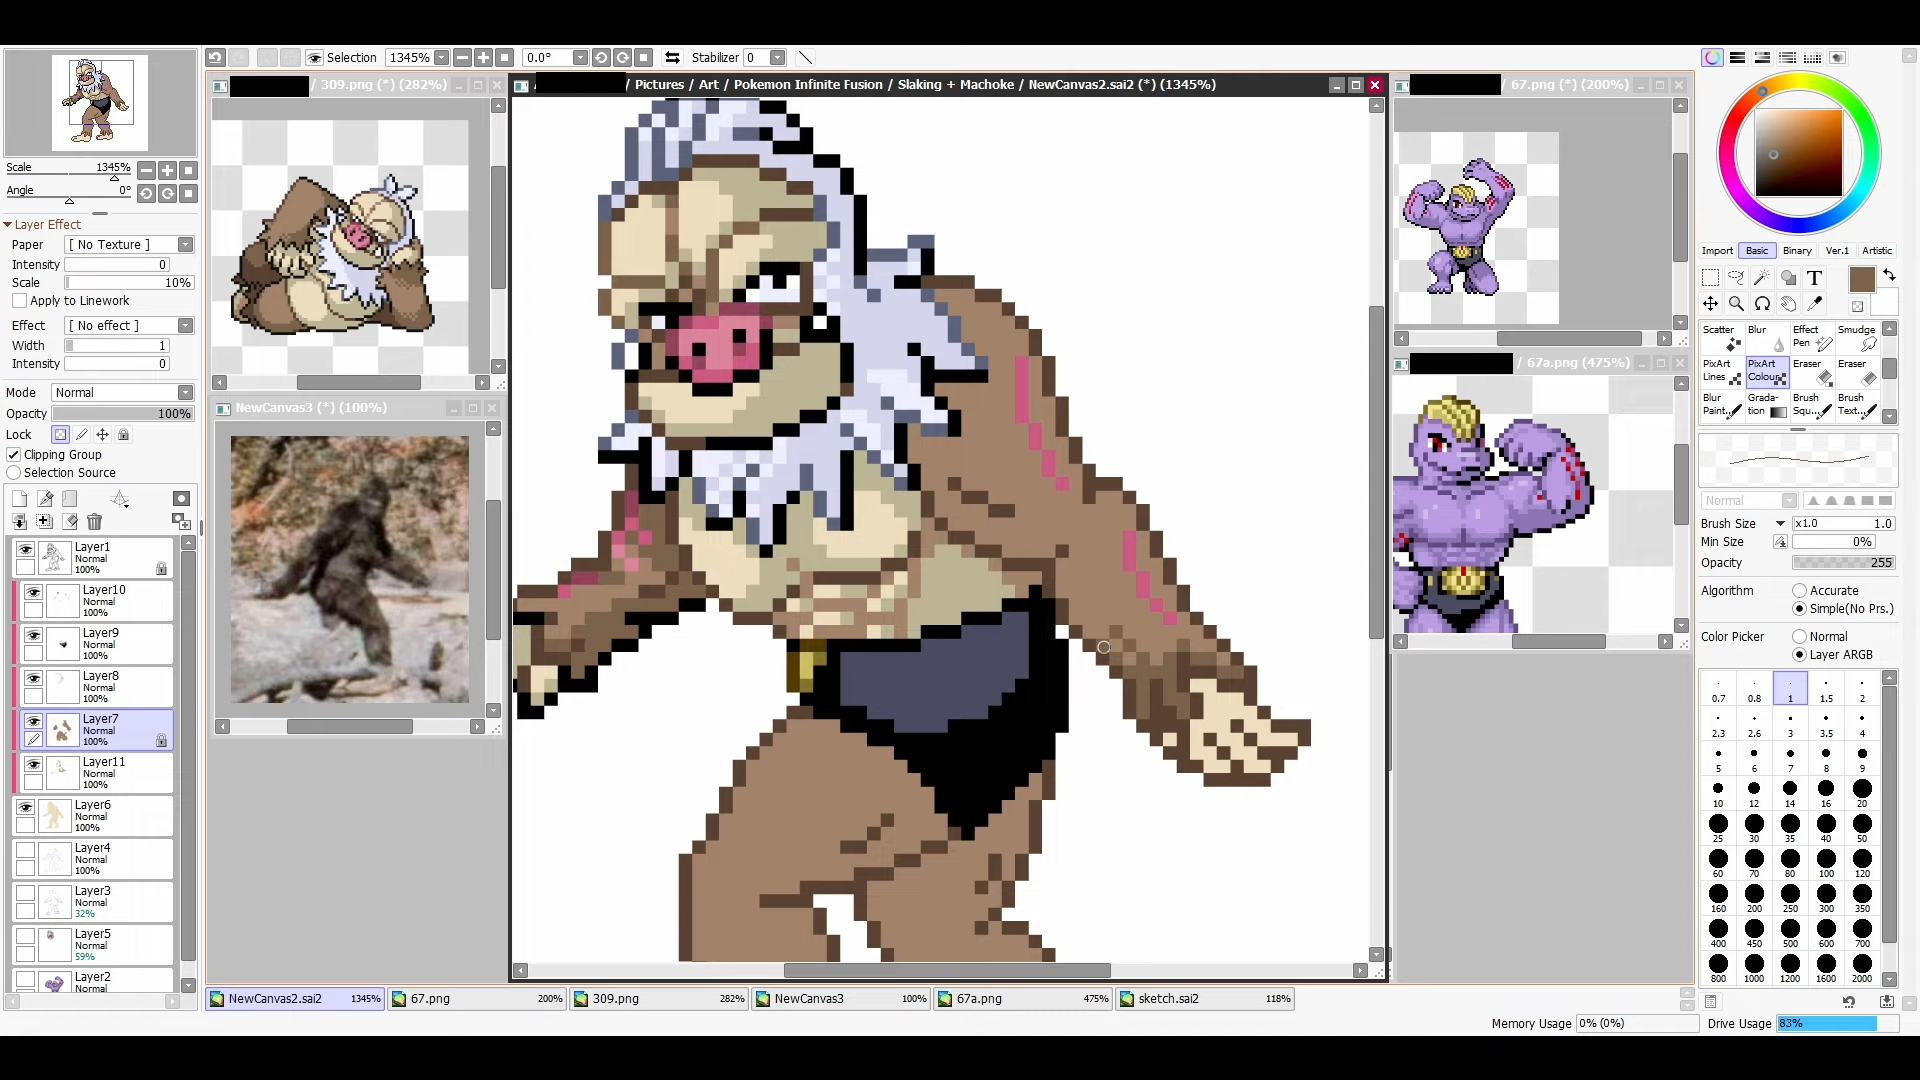 Selection 1345% 0.0° Stabilizer 0
/ 309.png (*) (282%)
/ Pictures / Art / Pokemon Infinite Fusion / Slaking + Machoke / NewCanvas2.sai2 (*) (1345%)
/ 67.png (*) (200%)
Scale 1345%
Angle 0°
Layer Effect
Paper [ No Texture ]
Intensity 0
Scale 10%
Apply to Linework
Effect [ No effect ]
Width 1
Intensity 0
Mode Normal
Opacity 100%
Lock
Clipping Group
Selection Source
Layer1
Normal
100%
Layer10
Normal
100%
Layer9
Normal
100%
Layer8
Normal
100%
Layer7
Normal
100%
Layer11
Normal
100%
Layer6
Normal
100%
Layer4
Normal
100%
Layer3
Normal
32%
Layer5
Normal
59%
Layer2
Normal
NewCanvas3 (*) (100%)
/ 67a.png (*) (475%)
Import Basic Binary Ver.1 Artistic
T
Scatter Blur Effect Pen Smudge
PixArt Lines PixArt Colour Eraser Eraser
Blur Paint.. Grada-tion Brush Squ.. Brush Text..
Normal
Brush Size x1.0 1.0
Min Size 0%
Opacity 255
Algorithm Accurate
Simple(No Prs.)
Color Picker Normal
Layer ARGB
0.7 0.8 1 1.5 2
2.3 2.6 3 3.5 4
5 6 7 8 9
10 12 14 16 20
25 30 35 40 50
60 70 80 100 120
160 200 250 300 350
400 450 500 600 700
800 1000 1200 1600 2000
NewCanvas2.sai2 1345% 67.png 200% 309.png 282% NewCanvas3 100% 67a.png 475% sketch.sai2 118%
Memory Usage 0% (0%) Drive Usage 83%